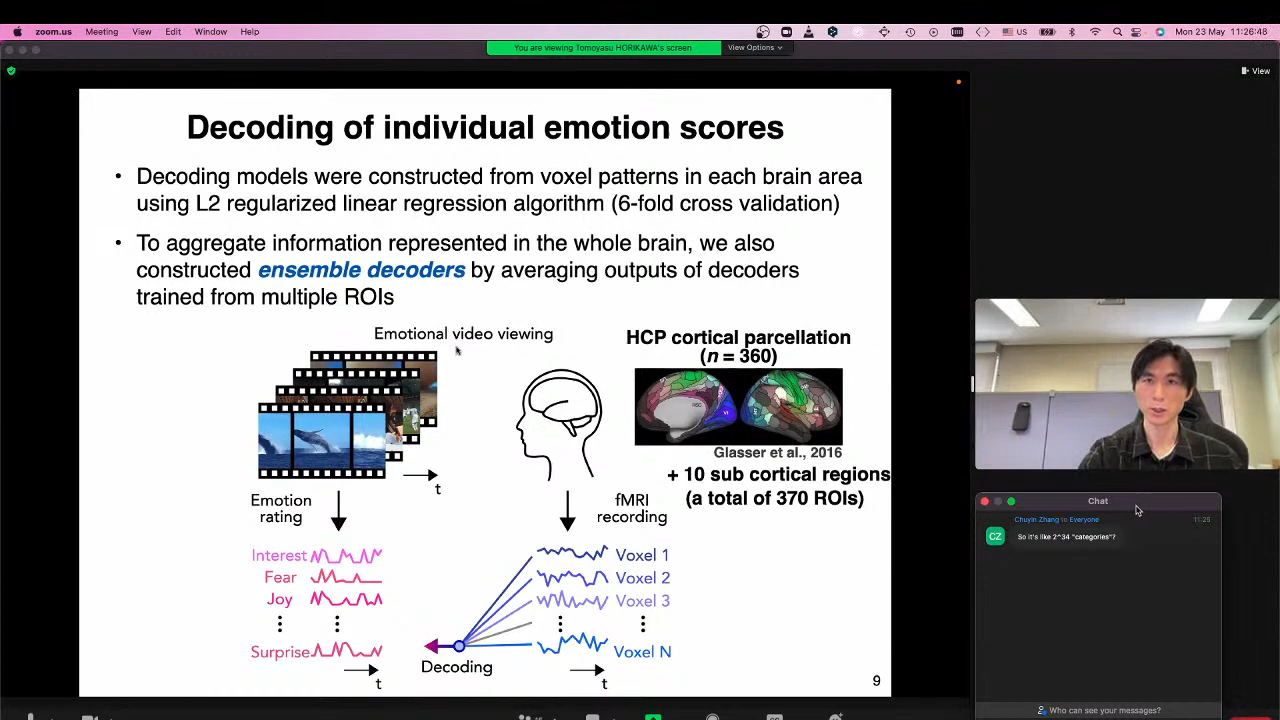 zoom.us Meeting View Edit Window Help
US Mon 23 May 11:26:48
You are viewing Tomoyasu HORIKAWA's screen
View Options
View
Decoding of individual emotion scores
• Decoding models were constructed from voxel patterns in each brain area
using L2 regularized linear regression algorithm (6-fold cross validation)
• To aggregate information represented in the whole brain, we also
constructed ensemble decoders by averaging outputs of decoders
trained from multiple ROIs
Emotional video viewing
t
Emotion
rating
Interest
Fear
Joy
Surprise
t
HCP cortical parcellation
(n = 360)
Glasser et al., 2016
+ 10 sub cortical regions
(a total of 370 ROIs)
fMRI
recording
Voxel 1
Voxel 2
Voxel 3
Voxel N
Decoding
t
9
Chat
Chuyin Zhang to Everyone 11:25
CZ
So it's like 2^34 "categories"?
Who can see your messages?